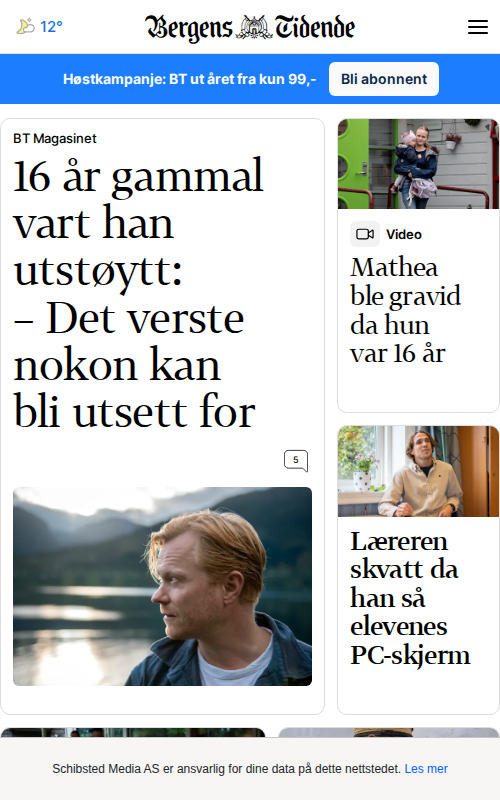 12°
Bergens Tidende
Høstkampanje: BT ut året fra kun 99,-
Bli abonnent
BT Magasinet
16 år gammal
vart han
utstøytt:
– Det verste
nokon kan
bli utsett for
5
Video
Mathea
ble gravid
da hun
var 16 år
Læreren
skvatt da
han så
elevenes
PC-skjerm
Schibsted Media AS er ansvarlig for dine data på dette nettstedet. Les mer